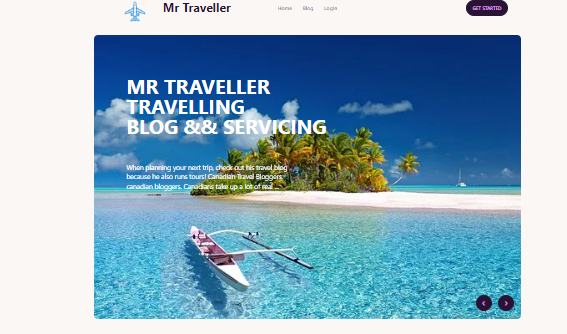 Mr Traveller
Home Blog Login
GET STARTED
MR TRAVELLER
TRAVELLING
BLOG && SERVICING
When planning your next trip, check out his travel blog
because he also runs tours! Canadian Travel Bloggers:
canadian bloggers. Canadians take up a lot of real ...